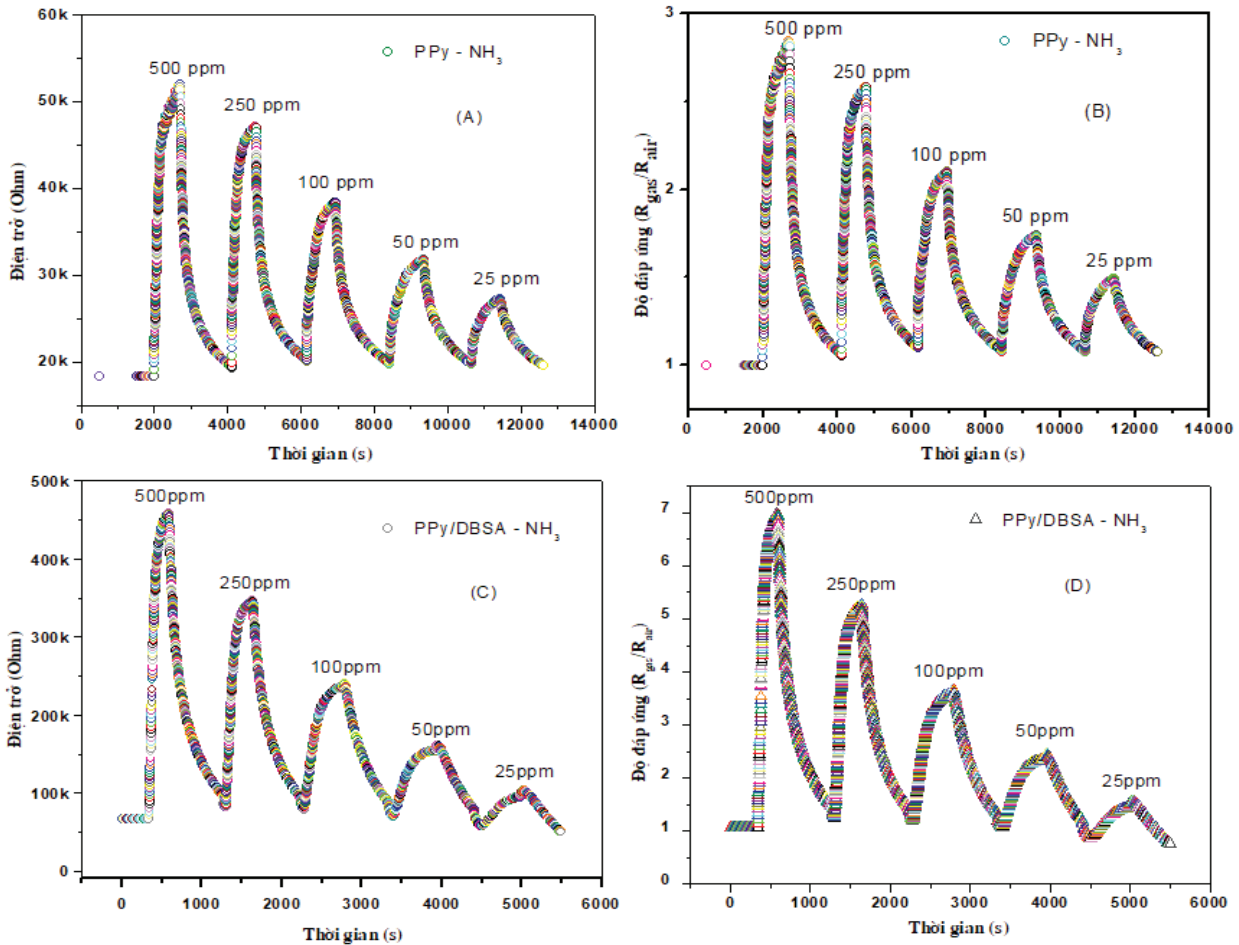 60k
50k
40k
30k
20k
Điện trở (Ohm)
500 ppm
250 ppm
100 ppm
50 ppm
25 ppm
PPy - NH₃
(A)
0 2000 4000 6000 8000 10000 12000 14000
Thời gian (s)
3
2
1
Độ đáp ứng (R_gas/R_air)
500 ppm
250 ppm
100 ppm
50 ppm
25 ppm
PPy - NH₃
(B)
0 2000 4000 6000 8000 10000 12000 14000
Thời gian (s)
500k
400k
300k
200k
100k
0
Điện trở (Ohm)
500ppm
250ppm
100ppm
50ppm
25ppm
PPy/DBSA - NH₃
(C)
0 1000 2000 3000 4000 5000 6000
Thời gian (s)
7
6
5
4
3
2
1
0
Độ đáp ứng (R_gas/R_air)
500ppm
250ppm
100ppm
50ppm
25ppm
PPy/DBSA - NH₃
(D)
0 1000 2000 3000 4000 5000 6000
Thời gian (s)